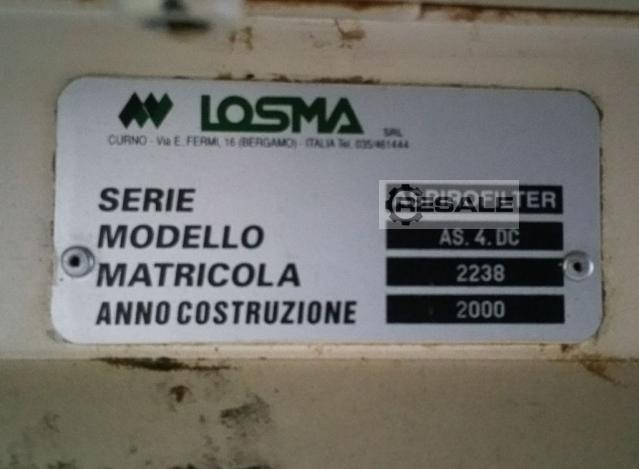 LOSMA SRL
CURNO - Via E. FERMI, 16 (BERGAMO) - ITALIA Tel. 035/461444
SERIE ASPIROFILTER
RESALE
MODELLO AS. 4. DC
MATRICOLA 2238
ANNO COSTRUZIONE 2000